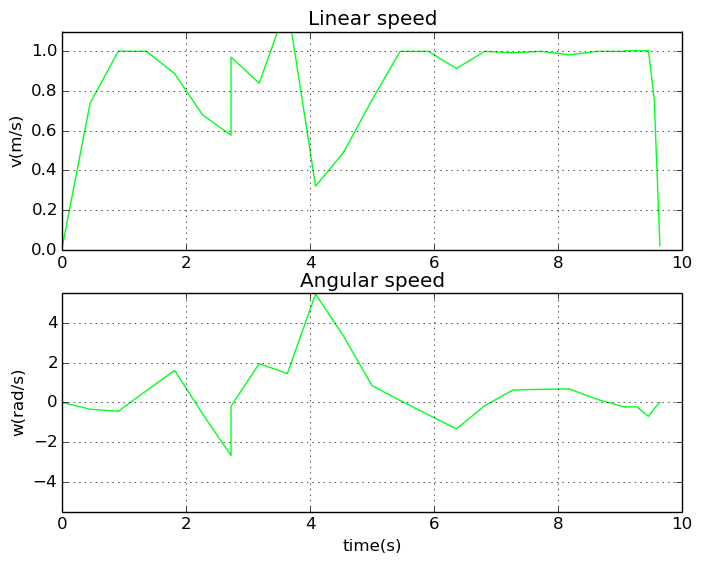 Linear speed
1.0
0.8
0.6
0.4
0.2
0.0
v(m/s)
0 2 4 6 8 10
Angular speed
4
2
0
−2
−4
w(rad/s)
0 2 4 6 8 10
time(s)